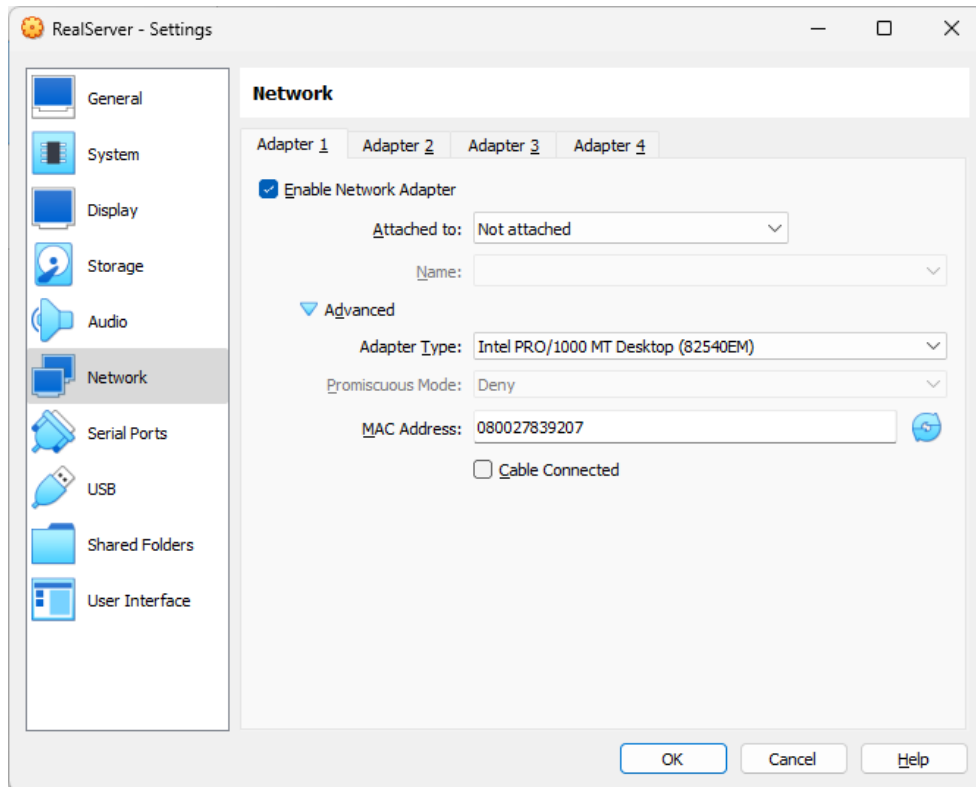 RealServer - Settings
General
System
Display
Storage
Audio
Network
Serial Ports
USB
Shared Folders
User Interface
Network
Adapter 1 Adapter 2 Adapter 3 Adapter 4
Enable Network Adapter
Attached to: Not attached
Name:
Advanced
Adapter Type: Intel PRO/1000 MT Desktop (82540EM)
Promiscuous Mode: Deny
MAC Address: 080027839207
Cable Connected
OK Cancel Help